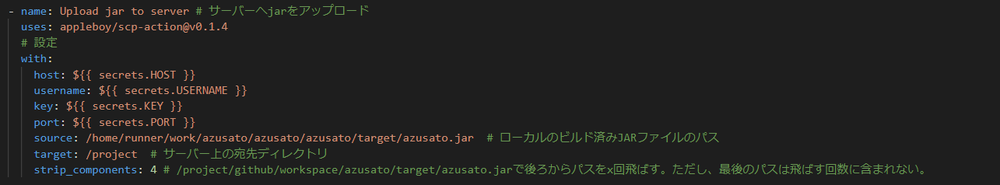 - name: Upload jar to server # サーバーへjarをアップロード
uses: appleboy/scp-action@v0.1.4
# 設定
with:
host: ${{ secrets.HOST }}
username: ${{ secrets.USERNAME }}
key: ${{ secrets.KEY }}
port: ${{ secrets.PORT }}
source: /home/runner/work/azusato/azusato/azusato/target/azusato.jar # ローカルのビルド済みJARファイルのパス
target: /project # サーバー上の宛先ディレクトリ
strip_components: 4 # /project/github/workspace/azusato/target/azusato.jarで後ろからパスをx回飛ばす。ただし、最後のパスは飛ばす回数に含まれない。